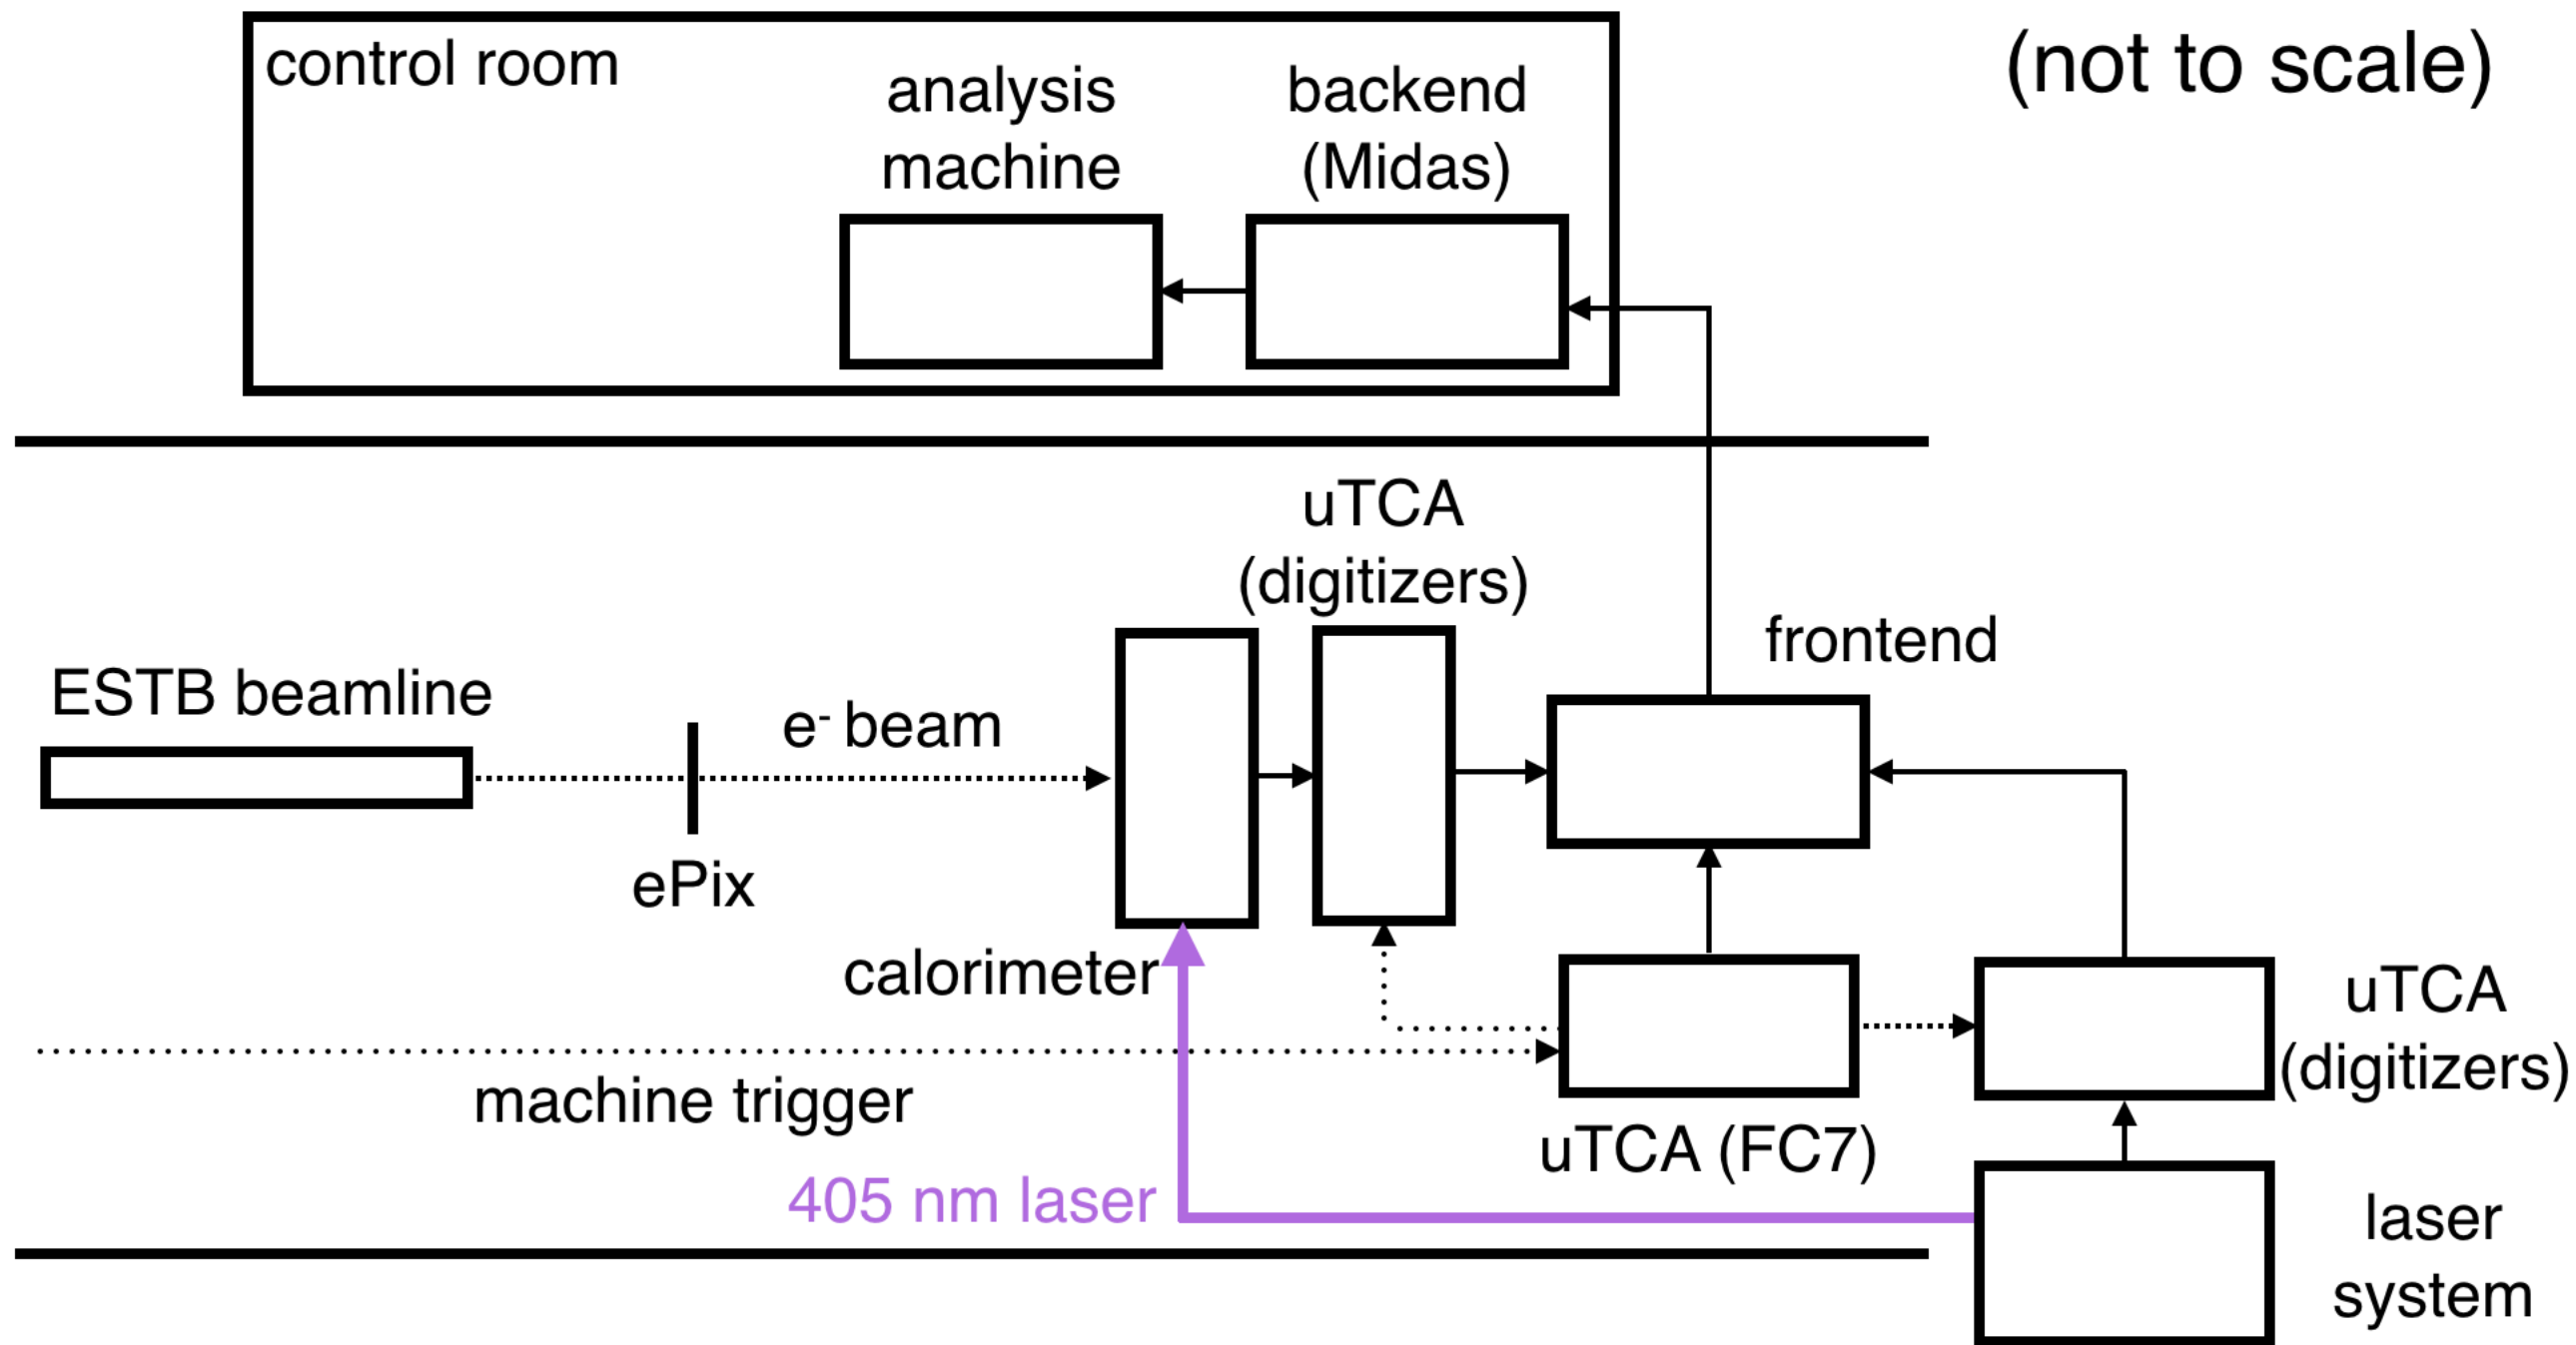 control room
(not to scale)
analysis
machine
backend
(Midas)
uTCA
(digitizers)
frontend
ESTB beamline
e- beam
ePix
calorimeter
machine trigger
uTCA (FC7)
uTCA
(digitizers)
405 nm laser
laser
system